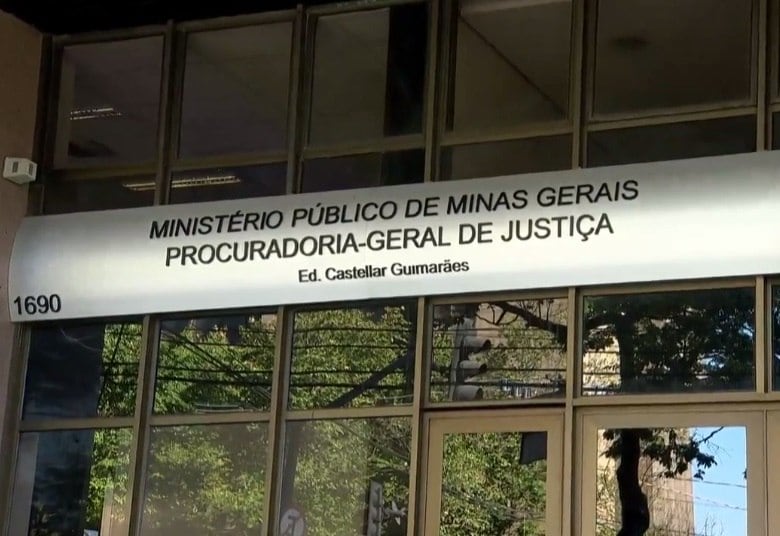 MINISTÉRIO PÚBLICO DE MINAS GERAIS
PROCURADORIA-GERAL DE JUSTIÇA
Ed. Castellar Guimarães
1690